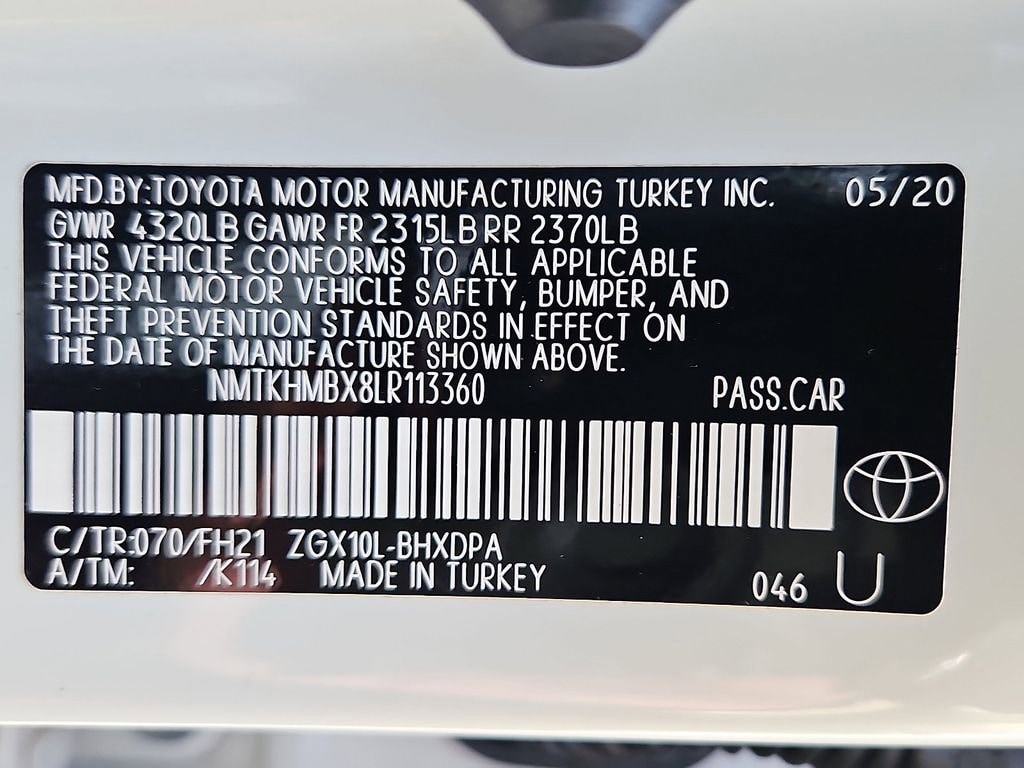 MFD.BY:TOYOTA MOTOR MANUFACTURING TURKEY INC. 05/20
GVWR 4320LB GAWR FR 2315LB RR 2370LB
THIS VEHICLE CONFORMS TO ALL APPLICABLE
FEDERAL MOTOR VEHICLE SAFETY, BUMPER, AND
THEFT PREVENTION STANDARDS IN EFFECT ON
THE DATE OF MANUFACTURE SHOWN ABOVE.
NMTKHMBX8LR113360 PASS.CAR
C/TR:070/FH21 ZGX10L-BHXDPA
A/TM: /K114 MADE IN TURKEY 046 U